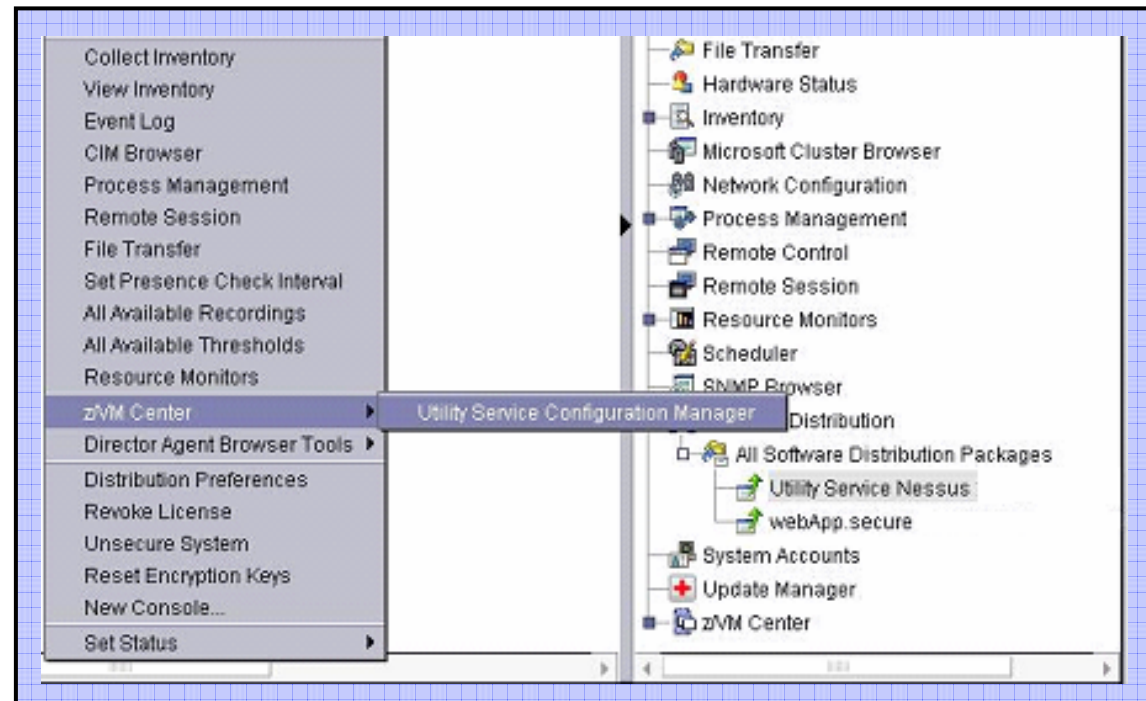 Collect Inventory
View Inventory
Event Log
CIM Browser
Process Management
Remote Session
File Transfer
Set Presence Check Interval
All Available Recordings
All Available Thresholds
Resource Monitors
z/VM Center
Utility Service Configuration Manager
Director Agent Browser Tools
Distribution Preferences
Revoke License
Unsecure System
Reset Encryption Keys
New Console...
Set Status
File Transfer
Hardware Status
Inventory
Microsoft Cluster Browser
Network Configuration
Process Management
Remote Control
Remote Session
Resource Monitors
Scheduler
SNMP Browser
Distribution
All Software Distribution Packages
Utility Service Nessus
webApp.secure
System Accounts
Update Manager
z/VM Center